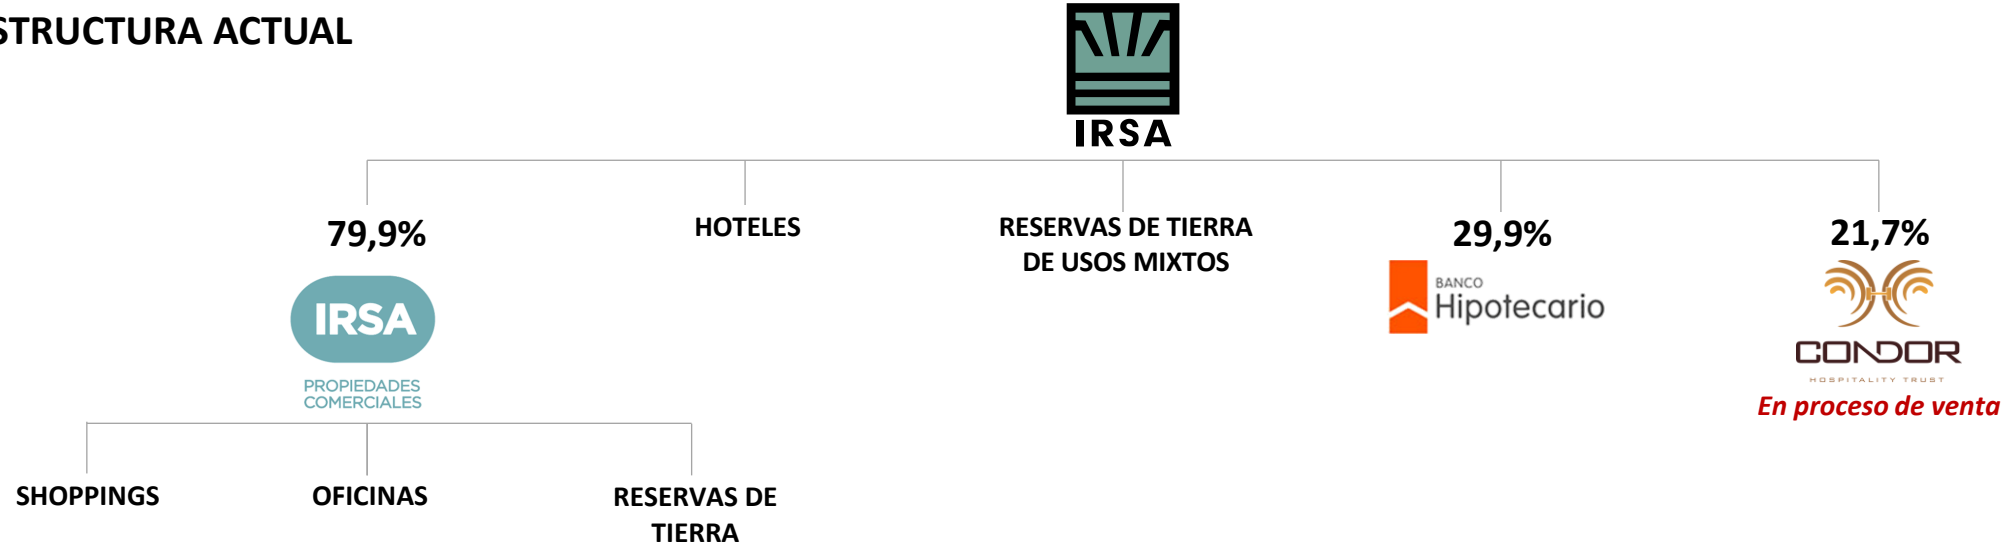 STRUCTURA ACTUAL
IRSA
79,9%
HOTELES
RESERVAS DE TIERRA
DE USOS MIXTOS
29,9%
21,7%
IRSA
PROPIEDADES
COMERCIALES
BANCO
Hipotecario
CONDOR
HOSPITALITY TRUST
En proceso de venta
SHOPPINGS
OFICINAS
RESERVAS DE
TIERRA